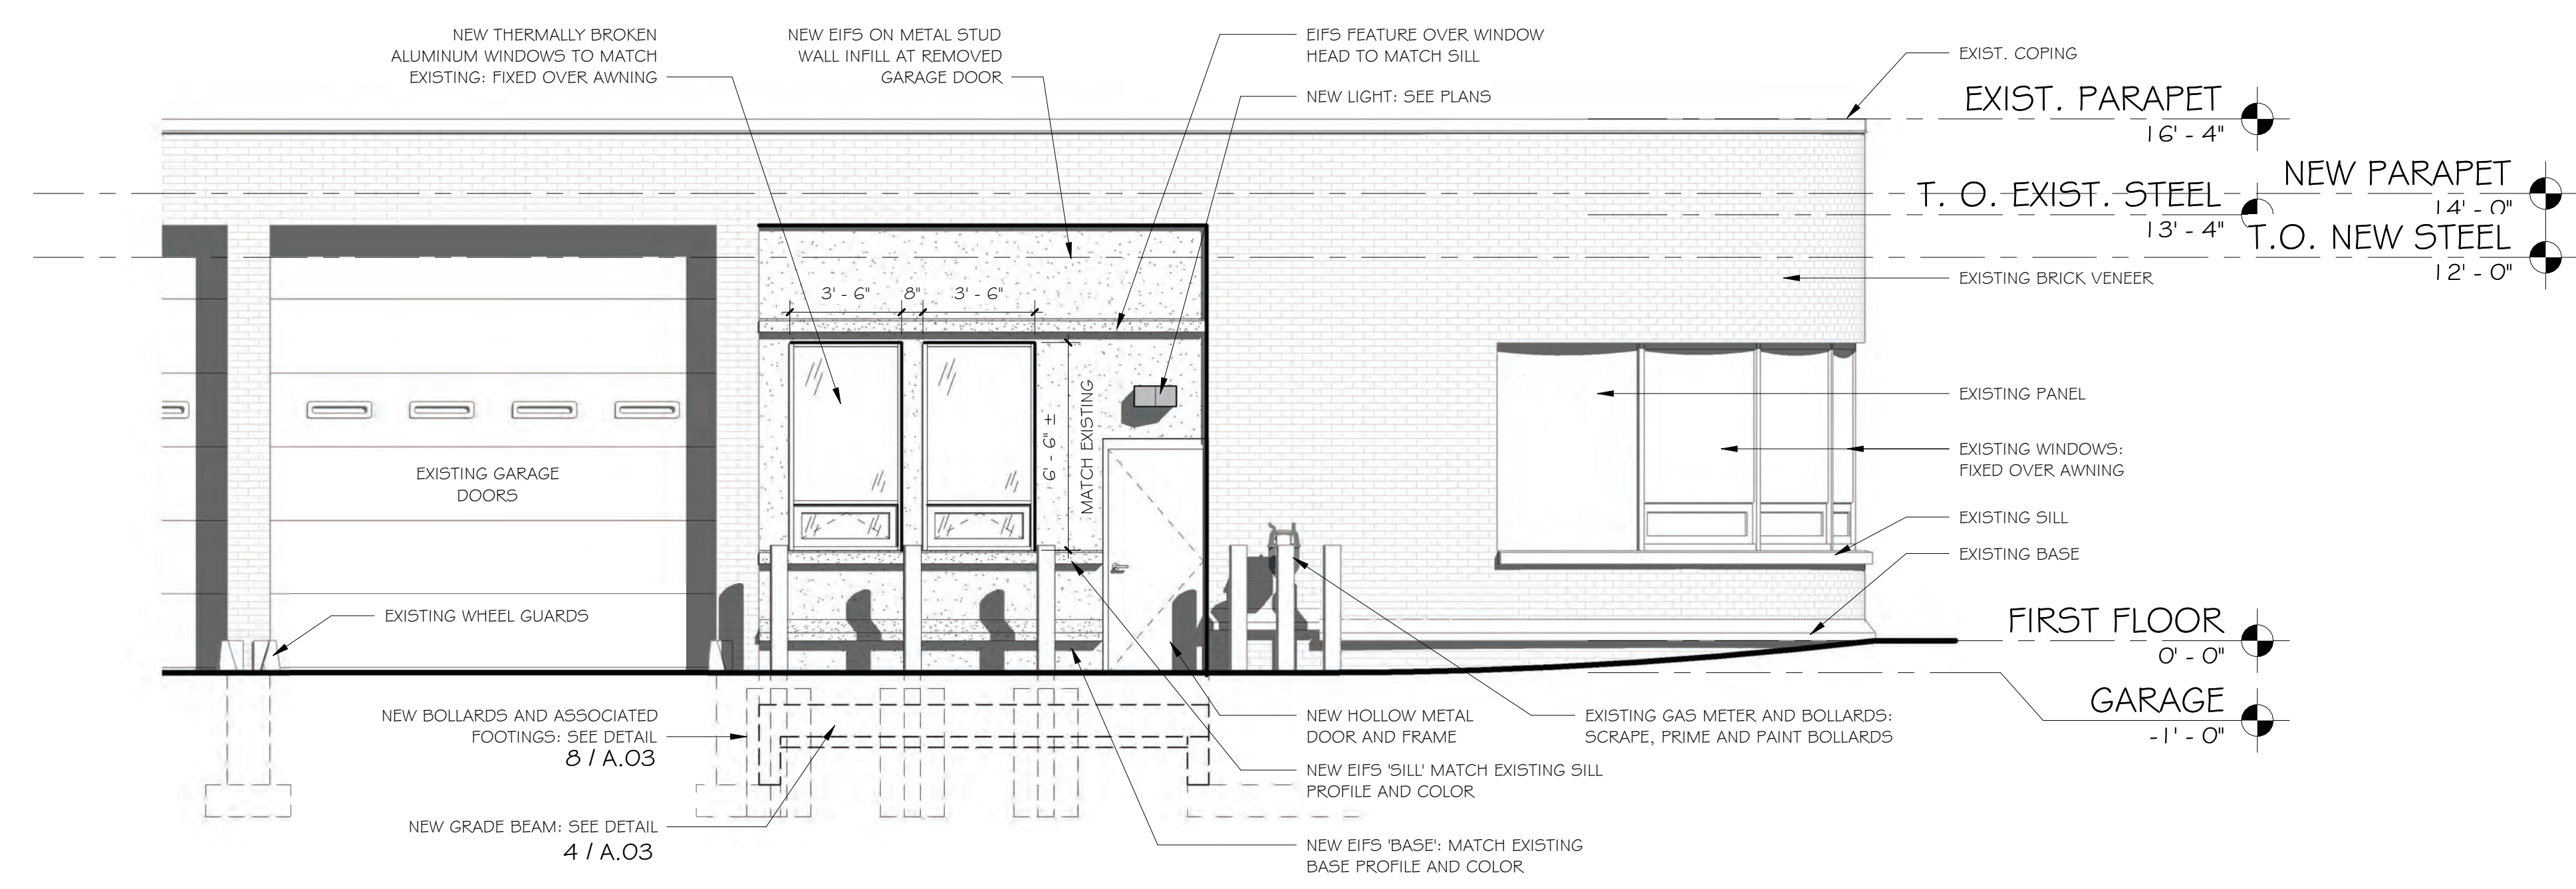 NEW THERMALLY BROKEN
ALUMINUM WINDOWS TO MATCH
EXISTING: FIXED OVER AWNING
NEW EIFS ON METAL STUD
WALL INFILL AT REMOVED
GARAGE DOOR
EIFS FEATURE OVER WINDOW
HEAD TO MATCH SILL
NEW LIGHT: SEE PLANS
EXIST. COPING
EXIST. PARAPET
16' - 4"
NEW PARAPET
14' - 0"
T. O. EXIST. STEEL
13' - 4"
T.O. NEW STEEL
12' - 0"
EXISTING BRICK VENEER
3' - 6"
8"
3' - 6"
6' - 6" ±
MATCH EXISTING
EXISTING PANEL
EXISTING WINDOWS:
FIXED OVER AWNING
EXISTING GARAGE
DOORS
EXISTING SILL
EXISTING BASE
EXISTING WHEEL GUARDS
FIRST FLOOR
0' - 0"
GARAGE
-1' - 0"
NEW BOLLARDS AND ASSOCIATED
FOOTINGS: SEE DETAIL
8 / A.03
NEW HOLLOW METAL
DOOR AND FRAME
EXISTING GAS METER AND BOLLARDS:
SCRAPE, PRIME AND PAINT BOLLARDS
NEW EIFS 'SILL' MATCH EXISTING SILL
PROFILE AND COLOR
NEW GRADE BEAM: SEE DETAIL
4 / A.03
NEW EIFS 'BASE': MATCH EXISTING
BASE PROFILE AND COLOR